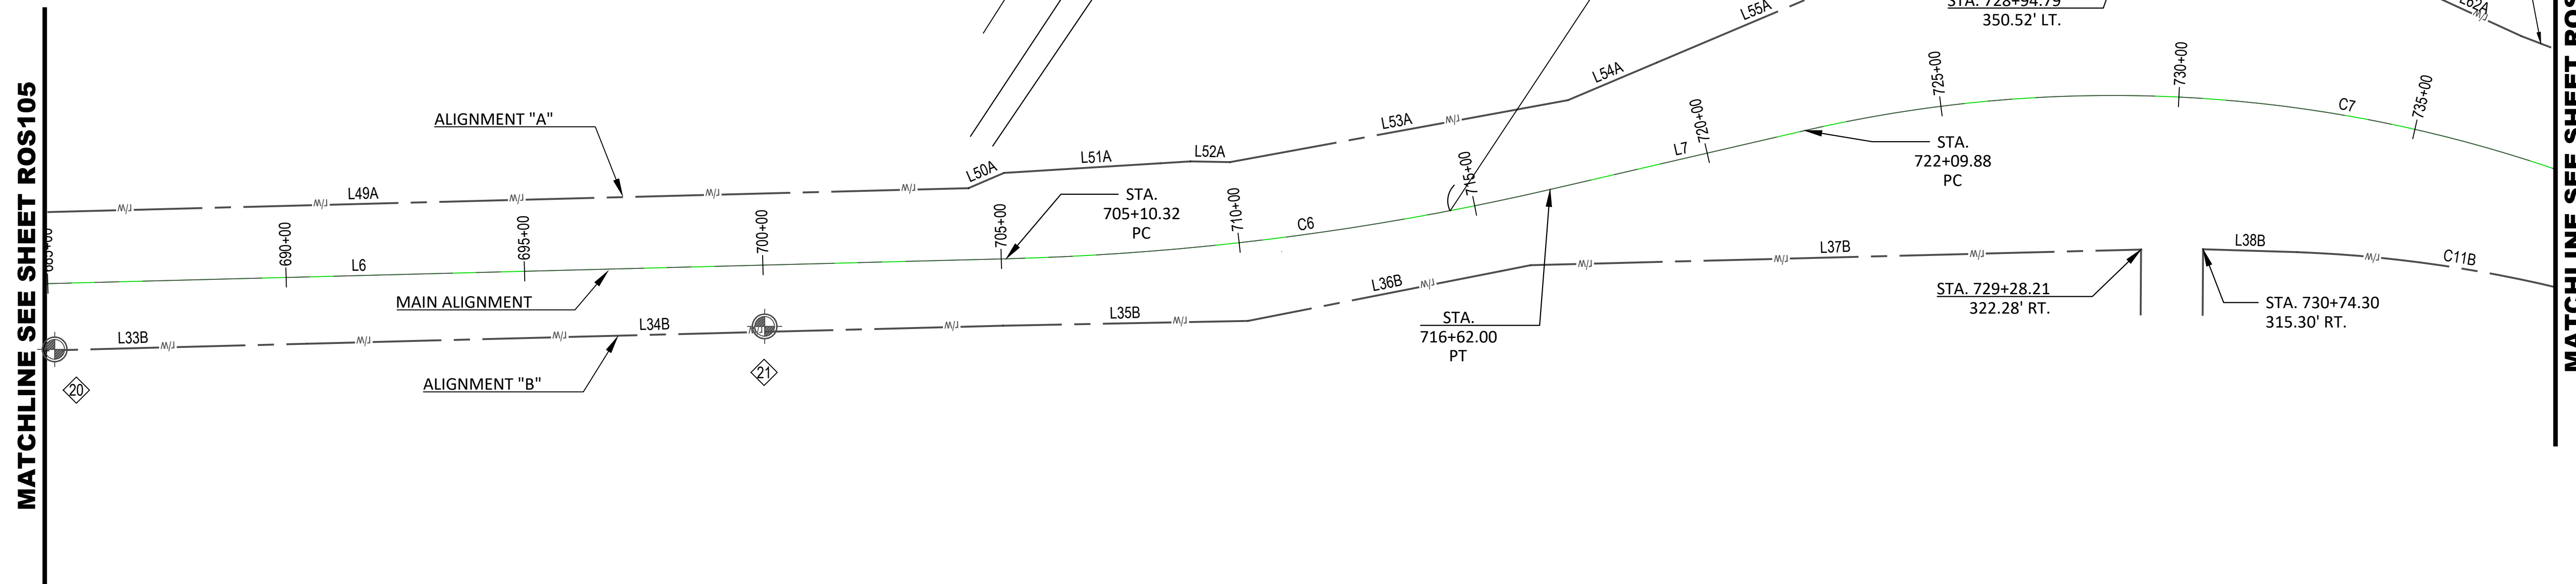 MATCHLINE SEE SHEET ROS105
ALIGNMENT "A"
L49A
r/w
r/w
r/w
r/w
r/w
L50A
L51A
L52A
L53A
r/w
L54A
L55A
STA. 728+94.79
350.52' LT.
L62A
r/w
690+00
L6
695+00
700+00
705+00
710+00
C6
715+00
L7
720+00
725+00
730+00
C7
735+00
MAIN ALIGNMENT
STA.
705+10.32
PC
STA.
722+09.88
PC
STA.
716+62.00
PT
L33B
r/w
r/w
r/w
L34B
r/w
r/w
L35B
r/w
L36B
r/w
r/w
L37B
r/w
r/w
L38B
r/w
C11B
STA. 729+28.21
322.28' RT.
STA. 730+74.30
315.30' RT.
ALIGNMENT "B"
20
21
MATCHLINE SEE SHEET